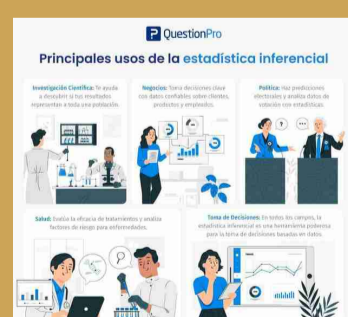 QuestionPro
Principales usos de la estadística inferencial
Investigación Científica: Te ayuda
a descubrir si tus resultados
representan a toda una población.
Negocios: Toma decisiones clave
con datos confiables sobre clientes,
productos y empleados.
Política: Haz predicciones
electorales y analiza datos de
votación con estadísticas.
Salud: Evalúa la eficacia de tratamientos y analiza
factores de riesgo para enfermedades.
Toma de Decisiones: En todos los campos, la
estadística inferencial es una herramienta poderosa
para la toma de decisiones basadas en datos.